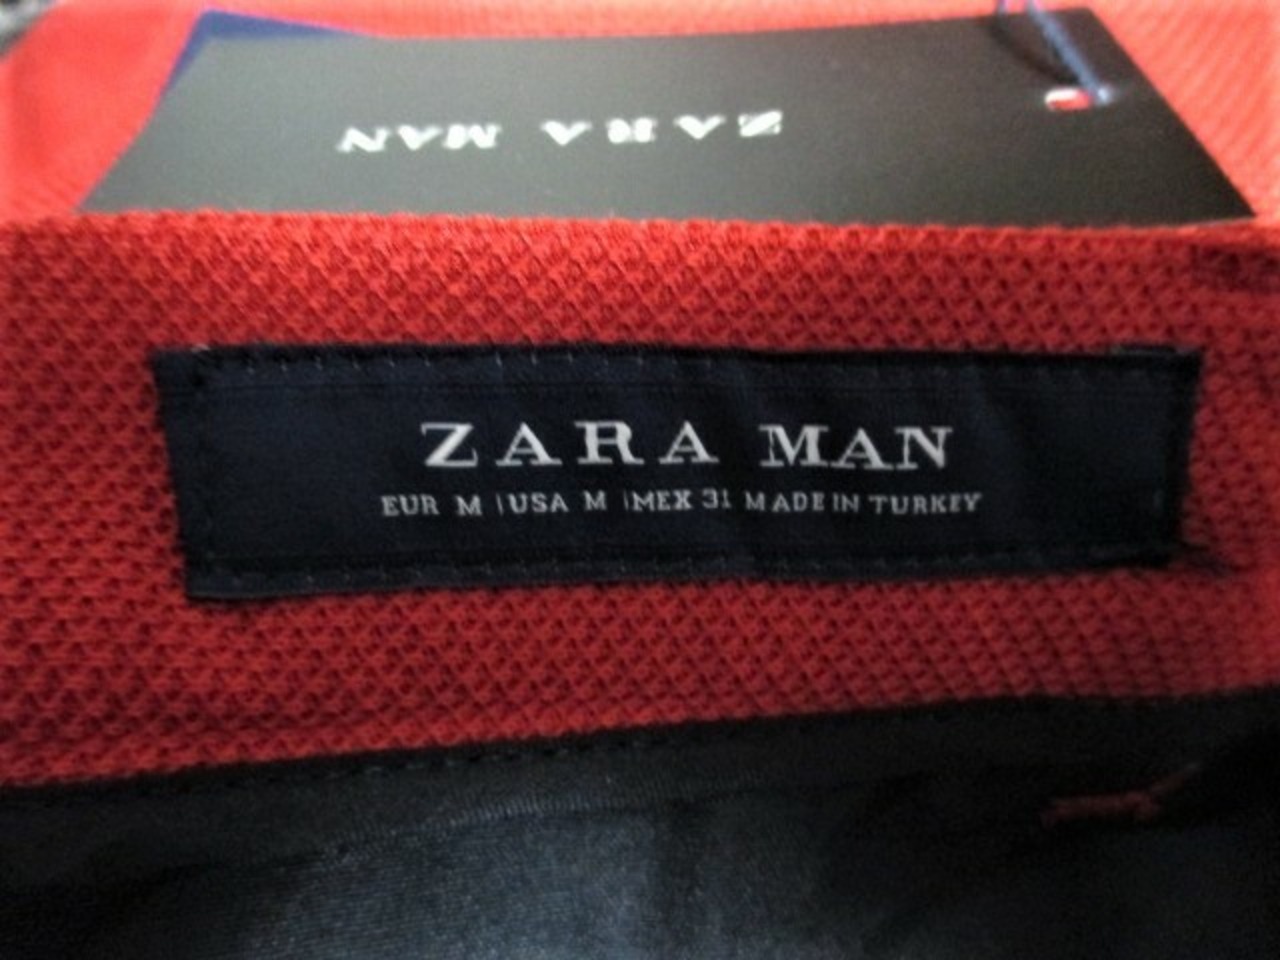 ZARA MAN
ZARA MAN
EUR M | USA M | MEX 31 MADE IN TURKEY